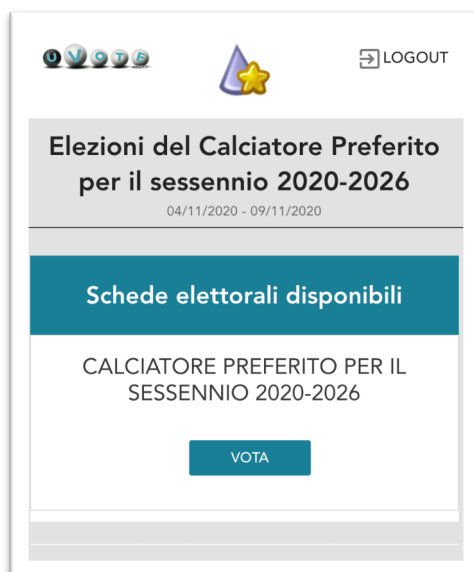 UVOTE
LOGOUT
Elezioni del Calciatore Preferito
per il sessennio 2020-2026
04/11/2020 - 09/11/2020
Schede elettorali disponibili
CALCIATORE PREFERITO PER IL
SESSENNIO 2020-2026
VOTA